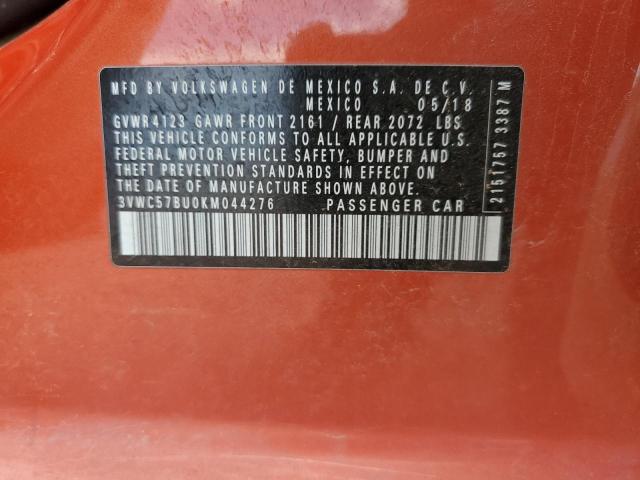 MFD BY VOLKSWAGEN DE MEXICO S.A. DE C.V.
MEXICO 05/18
GVWR4123 GAWR FRONT 2161 / REAR 2072 LBS
THIS VEHICLE CONFORMS TO ALL APPLICABLE U.S.
FEDERAL MOTOR VEHICLE SAFETY, BUMPER AND
THEFT PREVENTION STANDARDS IN EFFECT ON
THE DATE OF MANUFACTURE SHOWN ABOVE
3VWC57BU0KM044276 PASSENGER CAR
2151757 3387 M